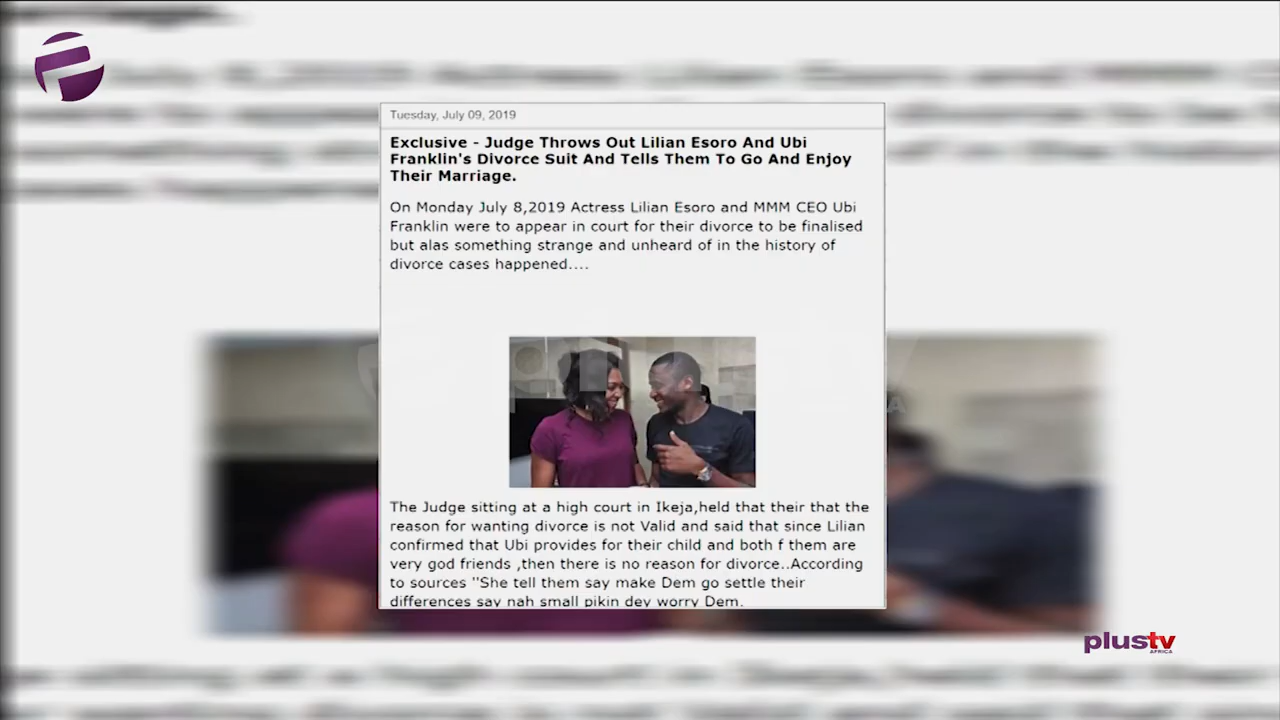 Tuesday, July 09, 2019
Exclusive - Judge Throws Out Lilian Esoro And Ubi
Franklin's Divorce Suit And Tells Them To Go And Enjoy
Their Marriage.
On Monday July 8,2019 Actress Lilian Esoro and MMM CEO Ubi
Franklin were to appear in court for their divorce to be finalised
but alas something strange and unheard of in the history of
divorce cases happened....
The Judge sitting at a high court in Ikeja,held that their that the
reason for wanting divorce is not Valid and said that since Lilian
confirmed that Ubi provides for their child and both f them are
very god friends ,then there is no reason for divorce..According
to sources "She tell them say make Dem go settle their
differences say nah small pikin dey worry Dem.
plustv
AFRICA